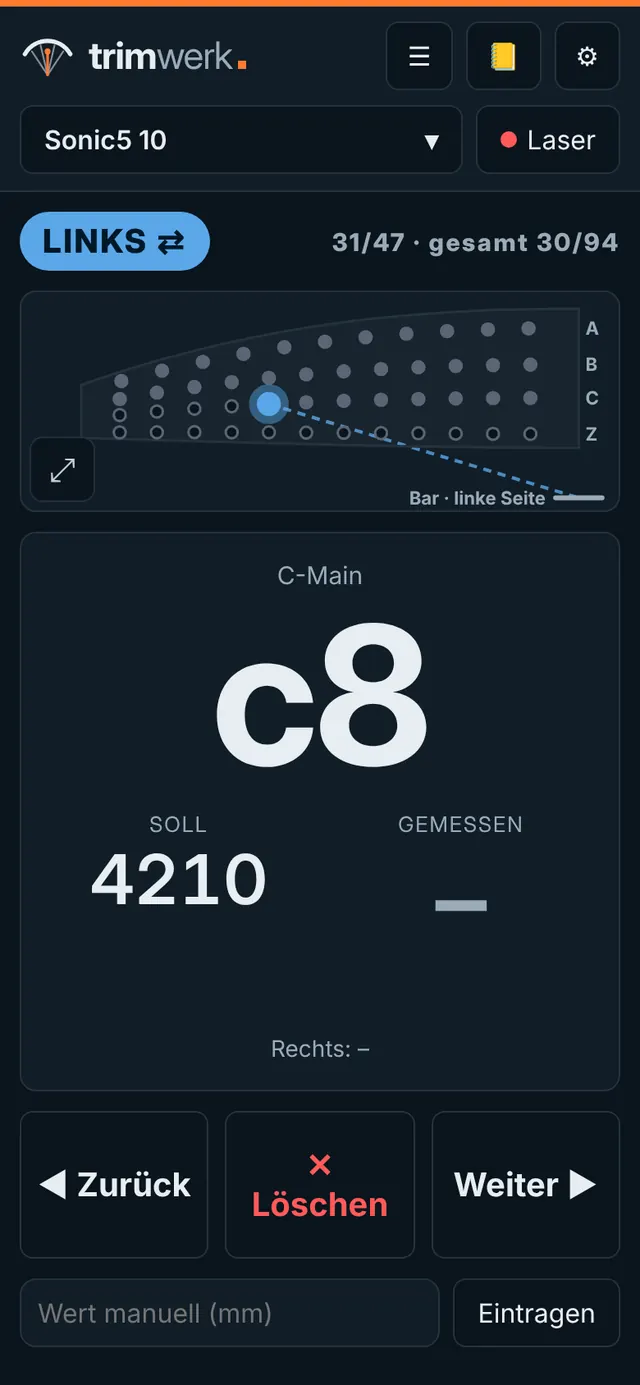 trimwerk.
Sonic5 10 ▼
Laser
LINKS ⇄
31/47 · gesamt 30/94
A
B
C
Z
Bar · linke Seite
C-Main
c8
SOLL
GEMESSEN
4210
–
Rechts: –
◀ Zurück
✕
Löschen
Weiter ▶
Wert manuell (mm)
Eintragen